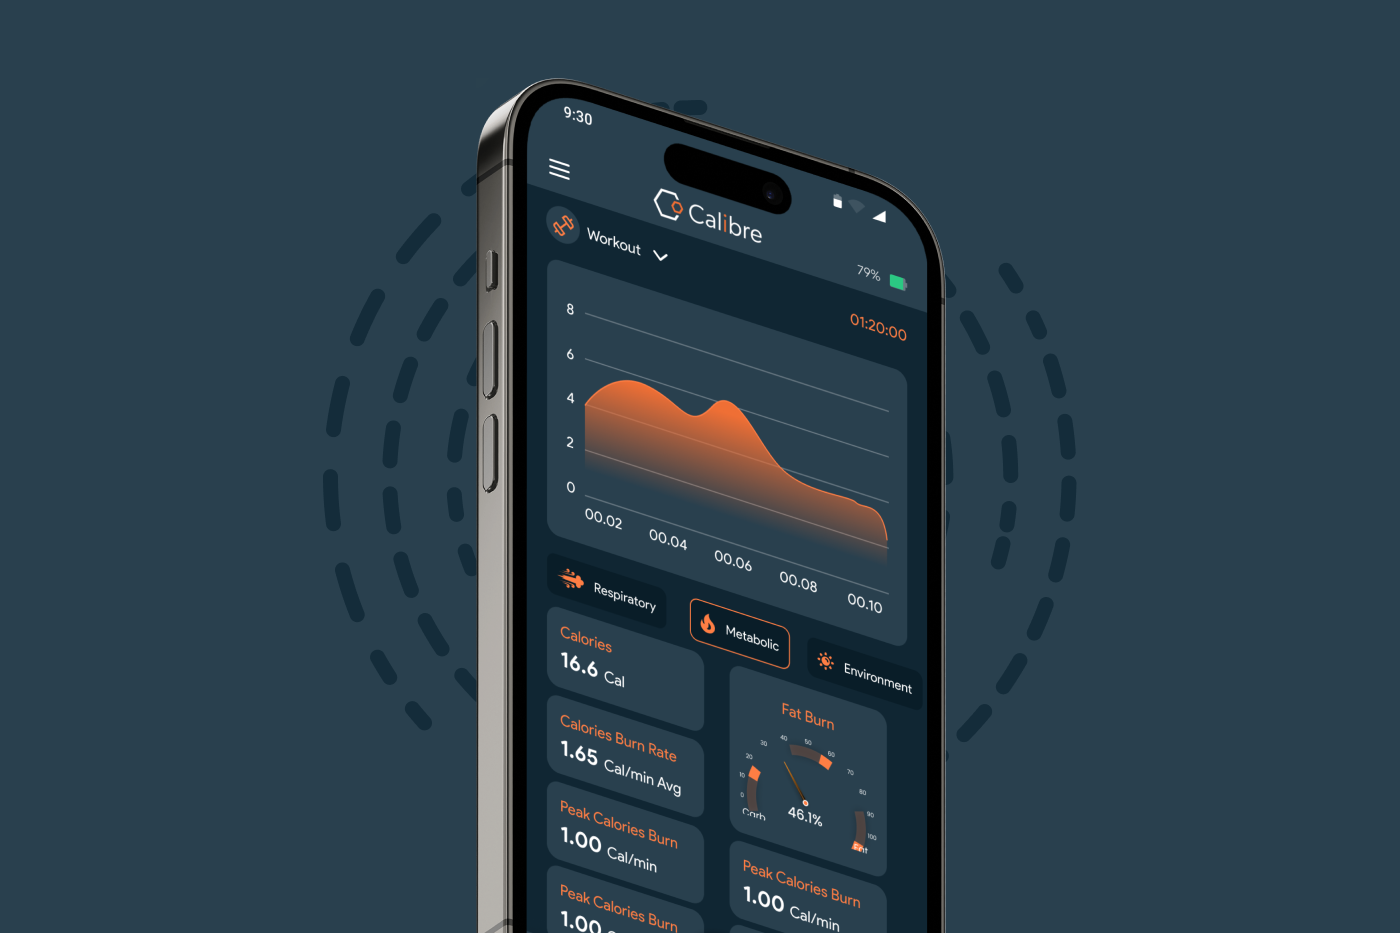 9:30
Calibre
Workout
79%
01:20:00
8
6
4
2
0
00.02 00.04 00.06 00.08 00.10
Respiratory
Metabolic
Environment
Calories
16.6 Cal
Calories Burn Rate
1.65 Cal/min Avg
Peak Calories Burn
1.00 Cal/min
Peak Calories Burn
1.00
Fat Burn
0 10 20 30 40 50 60 70 80 90 100
Carb
46.1%
Fat
Peak Calories Burn
1.00 Cal/min